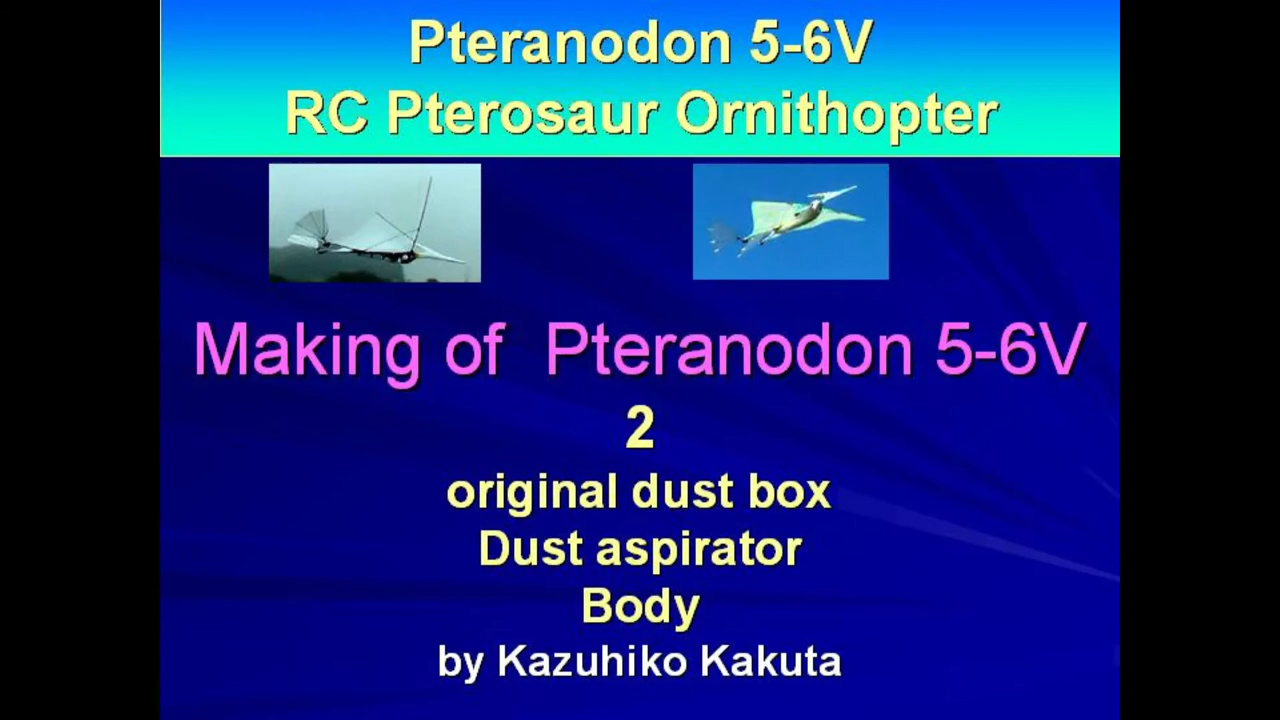 Pteranodon 5-6V
RC Pterosaur Ornithopter
Making of Pteranodon 5-6V
2
original dust box
Dust aspirator
Body
by Kazuhiko Kakuta